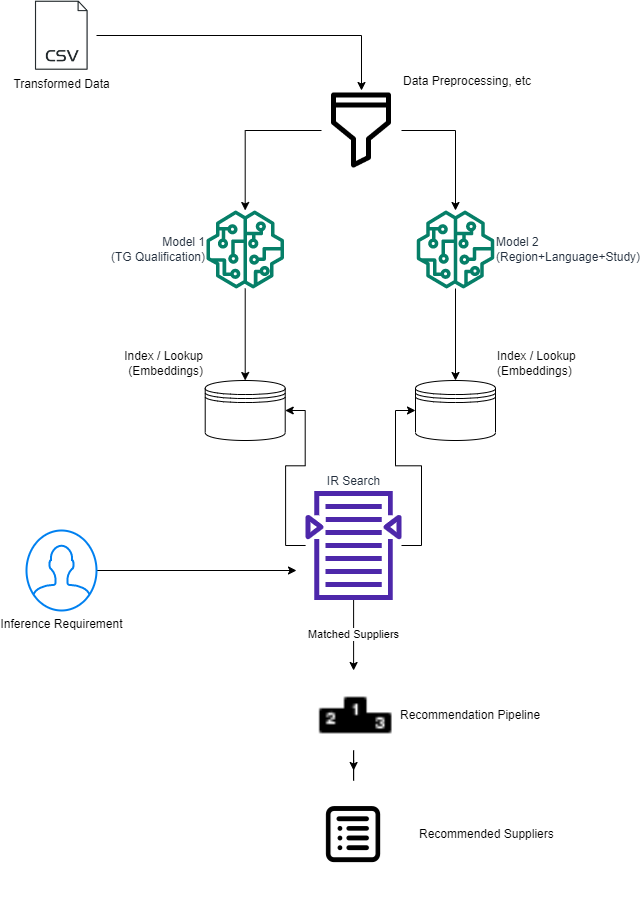 CSV
Transformed Data
Data Preprocessing, etc
Model 1
(TG Qualification)
Model 2
(Region+Language+Study)
Index / Lookup
(Embeddings)
Index / Lookup
(Embeddings)
IR Search
Inference Requirement
Matched Suppliers
1
2
3
Recommendation Pipeline
Recommended Suppliers